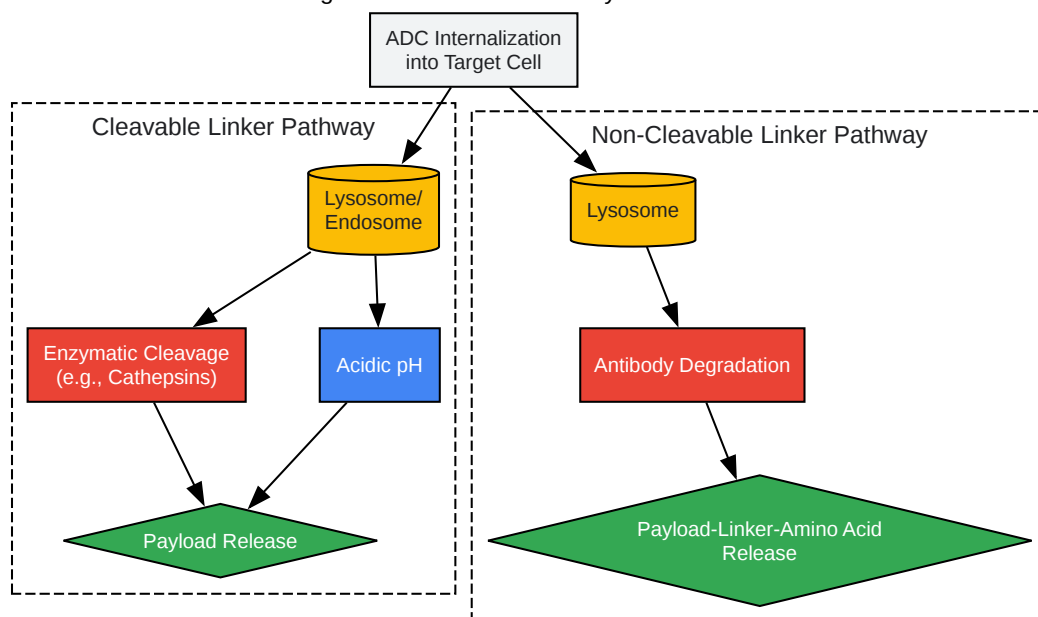 ADC Internalization
into Target Cell
Cleavable Linker Pathway
Non-Cleavable Linker Pathway
Lysosome/
Endosome
Lysosome
Enzymatic Cleavage
(e.g., Cathepsins)
Acidic pH
Antibody Degradation
Payload Release
Payload-Linker-Amino Acid
Release